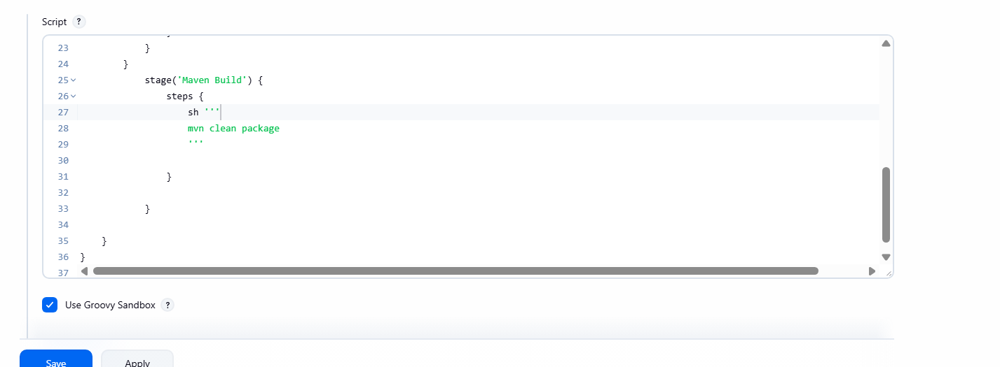 Script ?
23 }
24 }
25 stage('Maven Build') {
26 steps {
27 sh '''
28 mvn clean package
29 '''
30
31 }
32
33 }
34
35 }
36 }
37
Use Groovy Sandbox ?
Save Apply